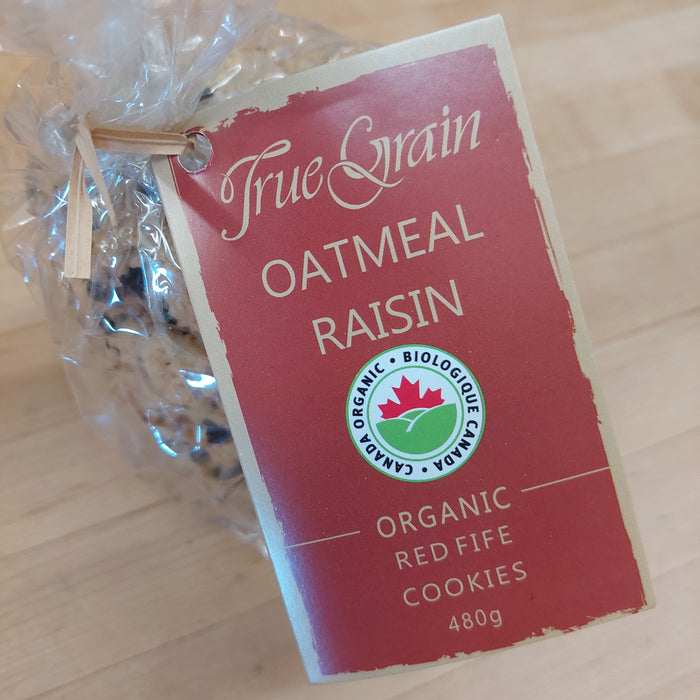 True Grain
OATMEAL
RAISIN
CANADA ORGANIC • BIOLOGIQUE CANADA •
ORGANIC
RED FIFE
COOKIES
480g